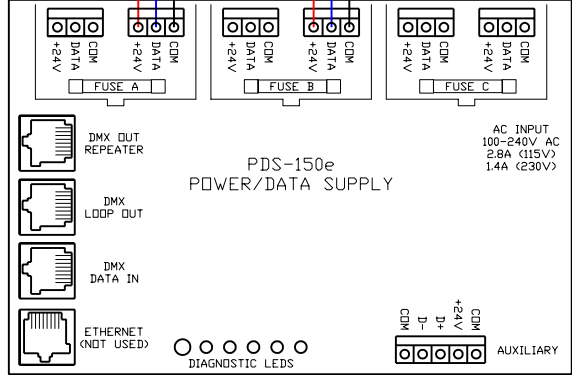 +24V DATA COM +24V DATA COM +24V DATA COM +24V DATA COM +24V DATA COM +24V DATA COM
FUSE A FUSE B FUSE C
DMX OUT
REPEATER
AC INPUT
100-240V AC
2.8A (115V)
1.4A (230V)
PDS-150e
POWER/DATA SUPPLY
DMX
LOOP OUT
DMX
DATA IN
ETHERNET
(NOT USED)
DIAGNOSTIC LEDS
COM D- D+ +24V COM
AUXILIARY